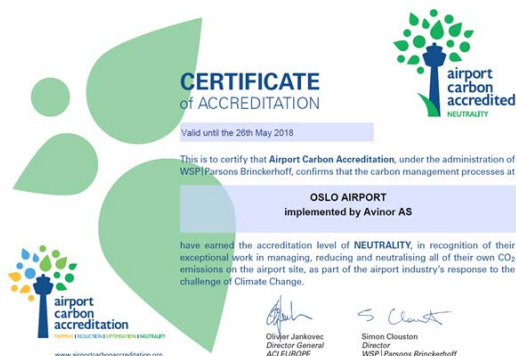 CERTIFICATE
of ACCREDITATION
airport
carbon
accredited
NEUTRALITY
Valid until the 26th May 2018
This is to certify that Airport Carbon Accreditation, under the administration of
WSP|Parsons Brinckerhoff, confirms that the carbon management processes at
OSLO AIRPORT
implemented by Avinor AS
have earned the accreditation level of NEUTRALITY, in recognition of their
exceptional work in managing, reducing and neutralising all of their own CO₂
emissions on the airport site, as part of the airport industry's response to the
challenge of Climate Change.
airport
carbon
accreditation
MAPPING | REDUCTION | OPTIMISATION | NEUTRALITY
www.airportcarbonaccreditation.org
S Clouston
Olivier Jankovec
Director General
ACI EUROPE
Simon Clouston
Director
WSP|Parsons Brinckerhoff